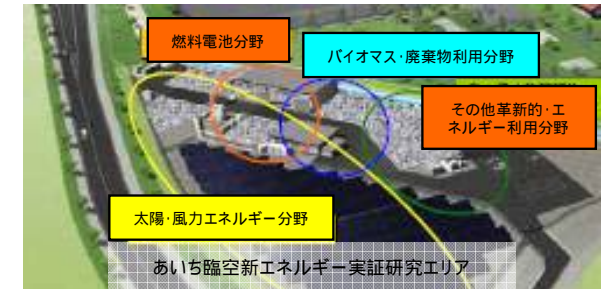 燃料電池分野
バイオマス・廃棄物利用分野
その他革新的・エ
ネルギー利用分野
太陽・風力エネルギー分野
あいち臨空新エネルギー実証研究エリア